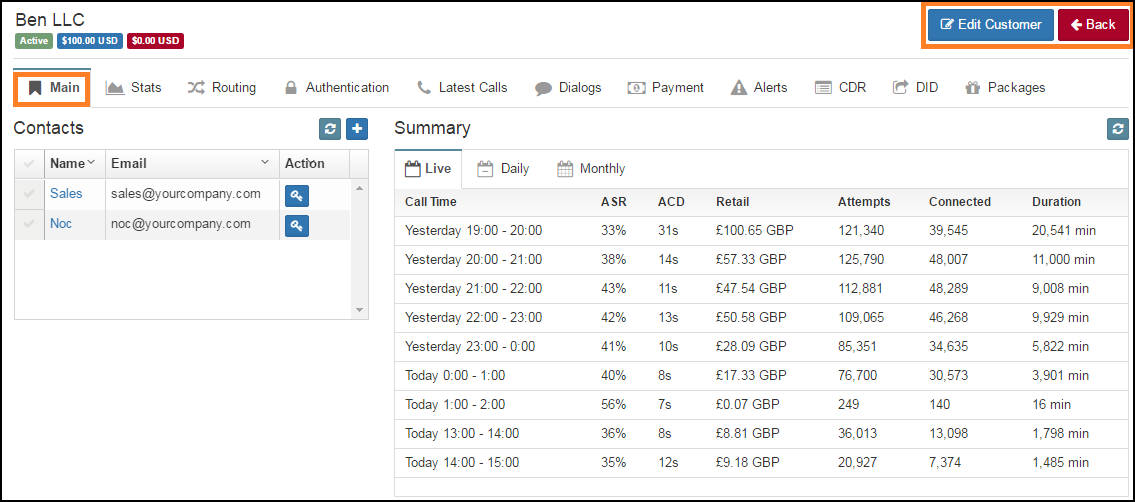 Ben LLC
Edit Customer Back
Active $100.00 USD $0.00 USD
Main Stats Routing Authentication Latest Calls Dialogs Payment Alerts CDR DID Packages
Contacts
Name Email Action
Sales sales@yourcompany.com
Noc noc@yourcompany.com
Summary
Live Daily Monthly
Call Time ASR ACD Retail Attempts Connected Duration
Yesterday 19:00 - 20:00 33% 31s £100.65 GBP 121,340 39,545 20,541 min
Yesterday 20:00 - 21:00 38% 14s £57.33 GBP 125,790 48,007 11,000 min
Yesterday 21:00 - 22:00 43% 11s £47.54 GBP 112,881 48,289 9,008 min
Yesterday 22:00 - 23:00 42% 13s £50.58 GBP 109,065 46,268 9,929 min
Yesterday 23:00 - 0:00 41% 10s £28.09 GBP 85,351 34,635 5,822 min
Today 0:00 - 1:00 40% 8s £17.33 GBP 76,700 30,573 3,901 min
Today 1:00 - 2:00 56% 7s £0.07 GBP 249 140 16 min
Today 13:00 - 14:00 36% 8s £8.81 GBP 36,013 13,098 1,798 min
Today 14:00 - 15:00 35% 12s £9.18 GBP 20,927 7,374 1,485 min